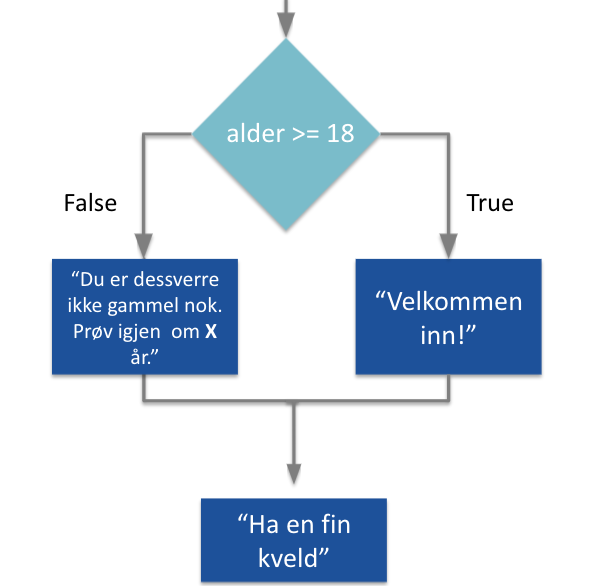 alder >= 18
False
True
“Du er dessverre
ikke gammel nok.
Prøv igjen  om X
år.”
“Velkommen
inn!”
“Ha en fin
kveld”